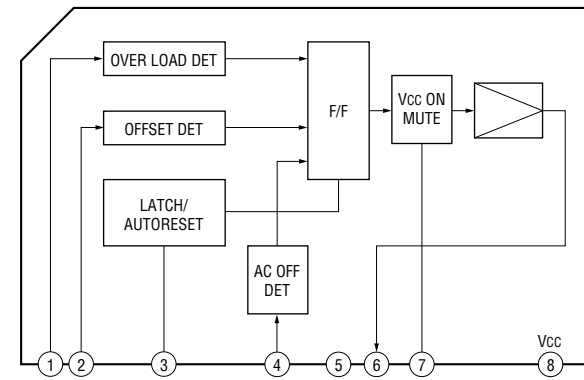 OVER LOAD DET
OFFSET DET
LATCH/
AUTORESET
F/F
VCC ON
MUTE
AC OFF
DET
VCC
1 2 3 4 5 6 7 8